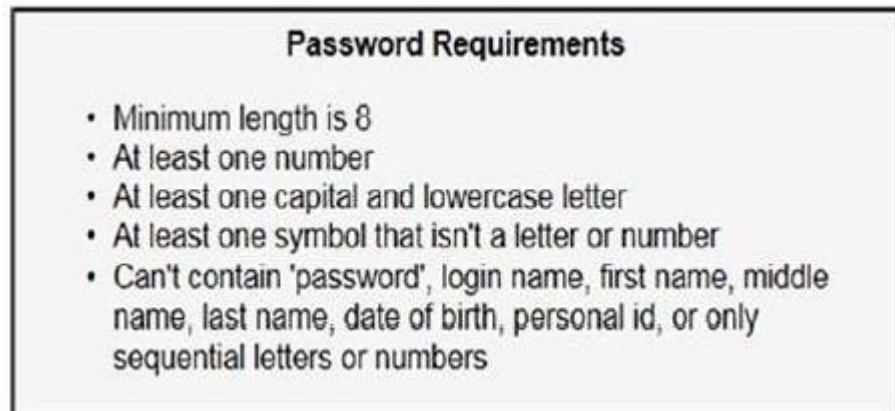 Password Requirements
• Minimum length is 8
• At least one number
• At least one capital and lowercase letter
• At least one symbol that isn't a letter or number
• Can't contain 'password', login name, first name, middle
name, last name, date of birth, personal id, or only
sequential letters or numbers